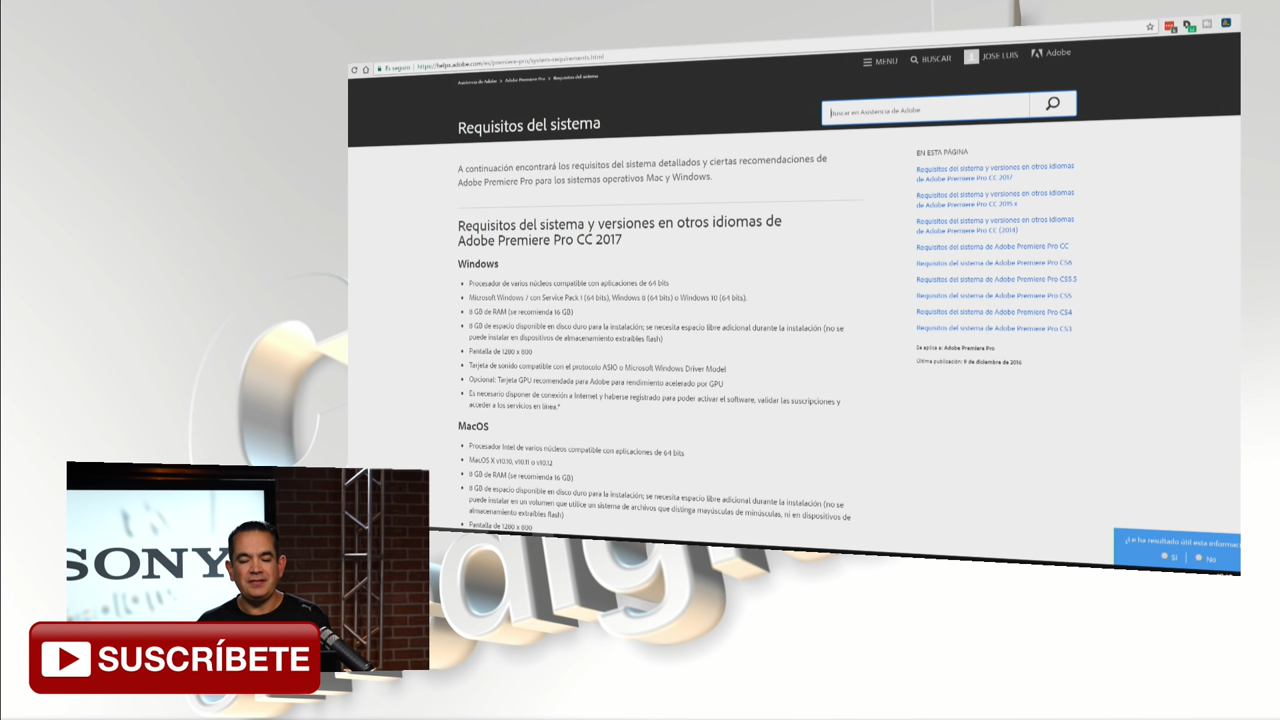 Es seguro https://helps.adobe.com/es/premiere-pro/system-requirements.html
MENÚ BUSCAR JOSE LUIS Adobe
Asistencia de Adobe > Adobe Premiere Pro > Requisitos del sistema
Buscar en Asistencia de Adobe
Requisitos del sistema
A continuación encontrará los requisitos del sistema detallados y ciertas recomendaciones de
Adobe Premiere Pro para los sistemas operativos Mac y Windows.
Requisitos del sistema y versiones en otros idiomas de
Adobe Premiere Pro CC 2017
Windows
• Procesador de varios núcleos compatible con aplicaciones de 64 bits
• Microsoft Windows 7 con Service Pack 1 (64 bits), Windows 8 (64 bits) o Windows 10 (64 bits).
• 8 GB de RAM (se recomienda 16 GB)
• 8 GB de espacio disponible en disco duro para la instalación; se necesita espacio libre adicional durante la instalación (no se
puede instalar en dispositivos de almacenamiento extraíbles flash)
• Pantalla de 1280 x 800
• Tarjeta de sonido compatible con el protocolo ASIO o Microsoft Windows Driver Model
• Opcional: Tarjeta GPU recomendada para Adobe para rendimiento acelerado por GPU
• Es necesario disponer de conexión a Internet y haberse registrado para poder activar el software, validar las suscripciones y
acceder a los servicios en línea.*
MacOS
• Procesador Intel de varios núcleos compatible con aplicaciones de 64 bits
• MacOS X v10.10, v10.11 o v10.12
• 8 GB de RAM (se recomienda 16 GB)
• 8 GB de espacio disponible en disco duro para la instalación; se necesita espacio libre adicional durante la instalación (no se
puede instalar en un volumen que utilice un sistema de archivos que distinga mayúsculas de minúsculas, ni en dispositivos de
almacenamiento extraíbles flash)
• Pantalla de 1280 x 800
EN ESTA PÁGINA
Requisitos del sistema y versiones en otros idiomas
de Adobe Premiere Pro CC 2017
Requisitos del sistema y versiones en otros idiomas
de Adobe Premiere Pro CC 2015.x
Requisitos del sistema y versiones en otros idiomas
de Adobe Premiere Pro CC (2014)
Requisitos del sistema de Adobe Premiere Pro CC
Requisitos del sistema de Adobe Premiere Pro CS6
Requisitos del sistema de Adobe Premiere Pro CS5.5
Requisitos del sistema de Adobe Premiere Pro CS5
Requisitos del sistema de Adobe Premiere Pro CS4
Requisitos del sistema de Adobe Premiere Pro CS3
Se aplica a: Adobe Premiere Pro
Última publicación: 9 de diciembre de 2016
¿Le ha resultado útil esta informac
Sí No
SONY
digi
SUSCRÍBETE